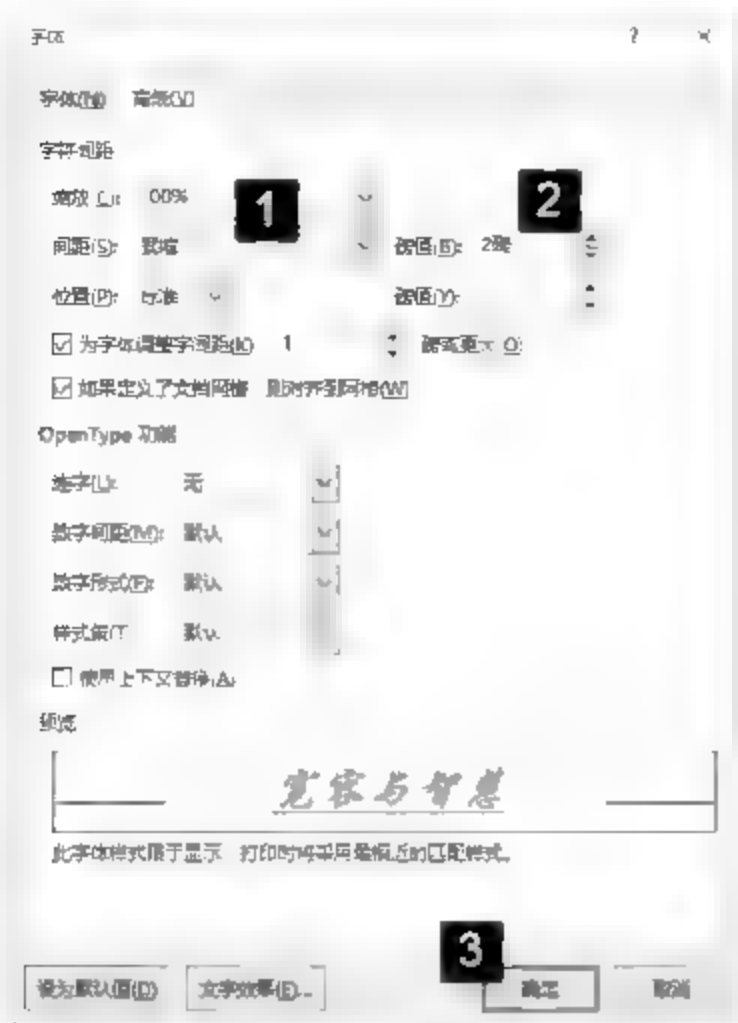 字体 ? ×
字体(N) 高级(V)
字符间距
缩放(C): 00% 1 2
间距(S): 磅值(B): 2磅
位置(P): 标准 磅值(Y):
为字体调整字间距(K) 1 磅或更大(O)
如果定义了文档网格 则对齐到网格(W)
OpenType 功能
连字(L): 无
数字间距(M): 默认
数字形式(F): 默认
样式集(T 默认
使用上下文替换(A)
预览
宽容与智慧
此字体样式限于显示 打印时将采用最相近的匹配样式。
3
设为默认值(D) 文字效果(E)... 确定 取消